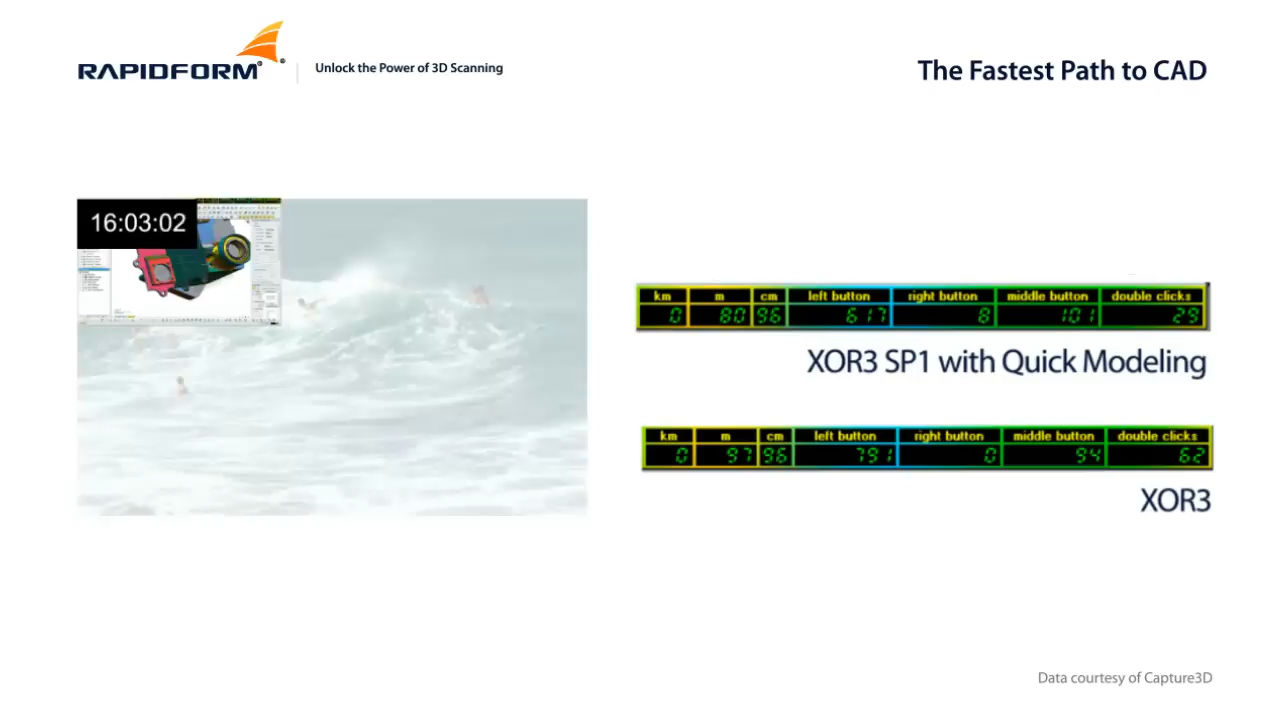 RAPIDFORM
Unlock the Power of 3D Scanning
The Fastest Path to CAD
16:03:02
km m cm left button right button middle button double clicks
0 80 96 617 8 101 29
XOR3 SP1 with Quick Modeling
km m cm left button right button middle button double clicks
0 97 96 791 0 94 62
XOR3
Data courtesy of Capture3D